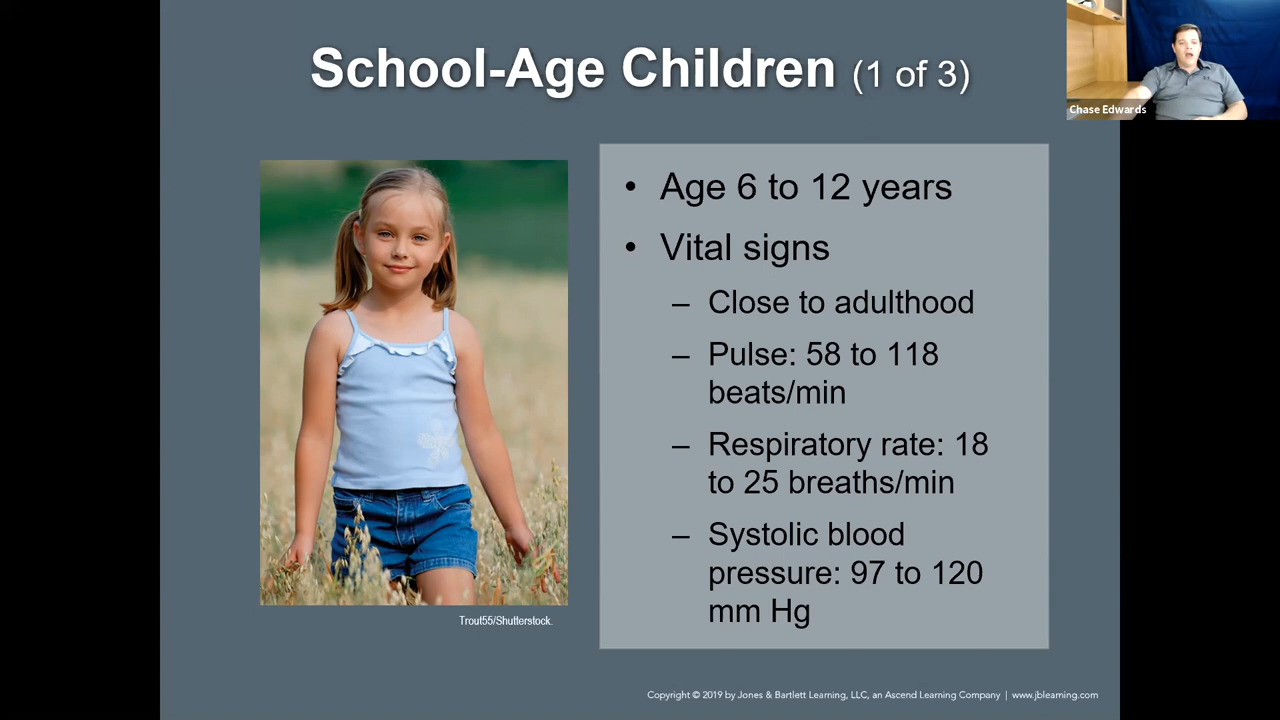 School-Age Children (1 of 3)
Chase Edwards
• Age 6 to 12 years
• Vital signs
– Close to adulthood
– Pulse: 58 to 118
beats/min
– Respiratory rate: 18
to 25 breaths/min
– Systolic blood
pressure: 97 to 120
mm Hg
Trout55/Shutterstock.
Copyright © 2019 by Jones & Bartlett Learning, LLC, an Ascend Learning Company | www.jblearning.com